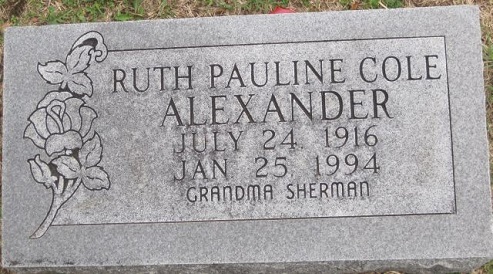 RUTH PAULINE COLE
ALEXANDER
JULY 24, 1916
JAN 25, 1994
GRANDMA SHERMAN